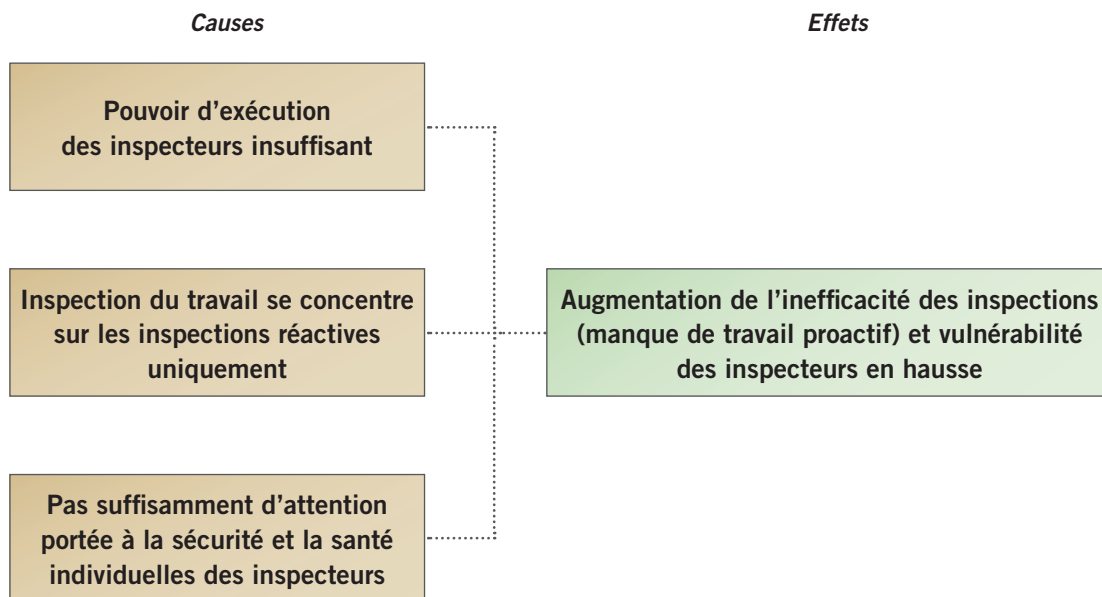 Causes
Effets
Pouvoir d’exécution
des inspecteurs insuffisant
Inspection du travail se concentre
sur les inspections réactives
uniquement
Augmentation de l’inefficacité des inspections
(manque de travail proactif) et vulnérabilité
des inspecteurs en hausse
Pas suffisamment d’attention
portée à la sécurité et la santé
individuelles des inspecteurs